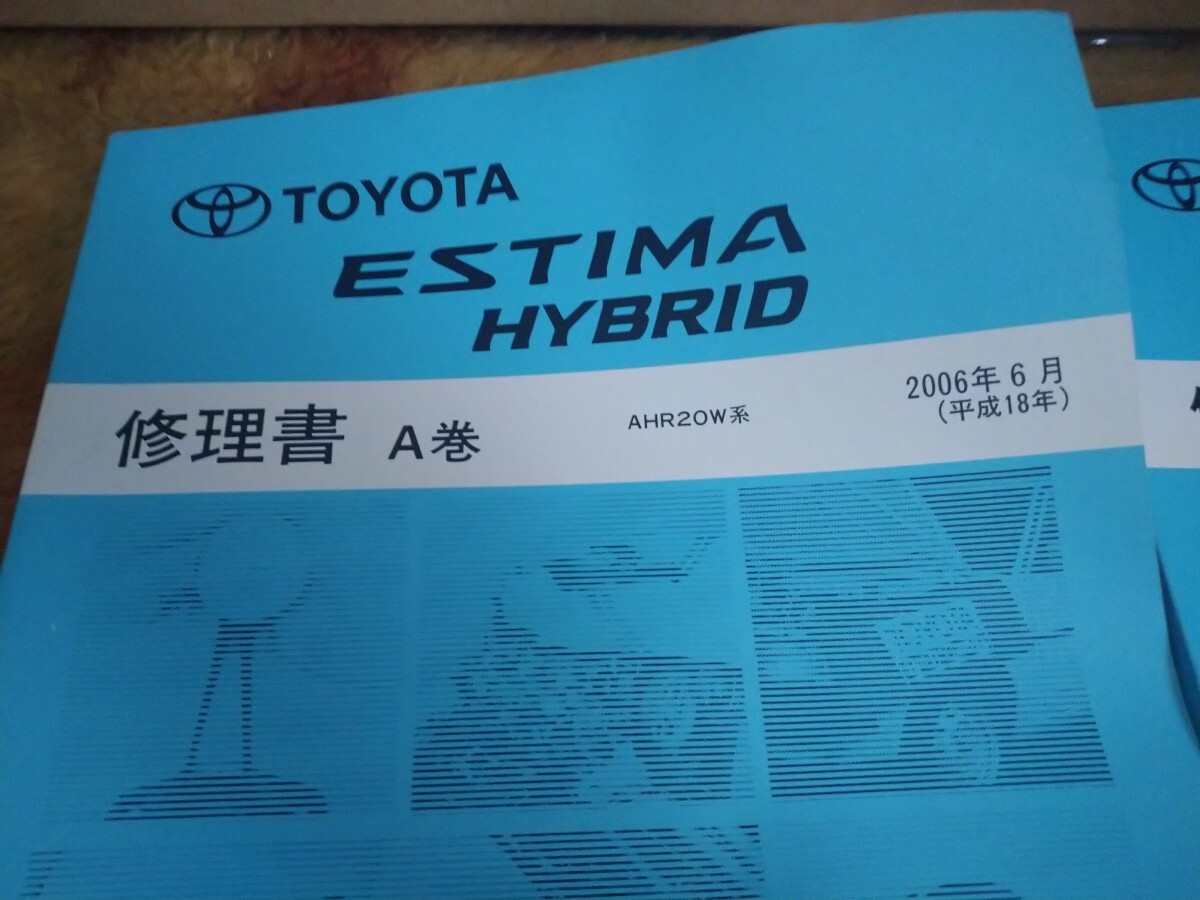 TOYOTA
ESTIMA
HYBRID
修理書 A巻
AHR20W系
2006年6月
(平成18年)